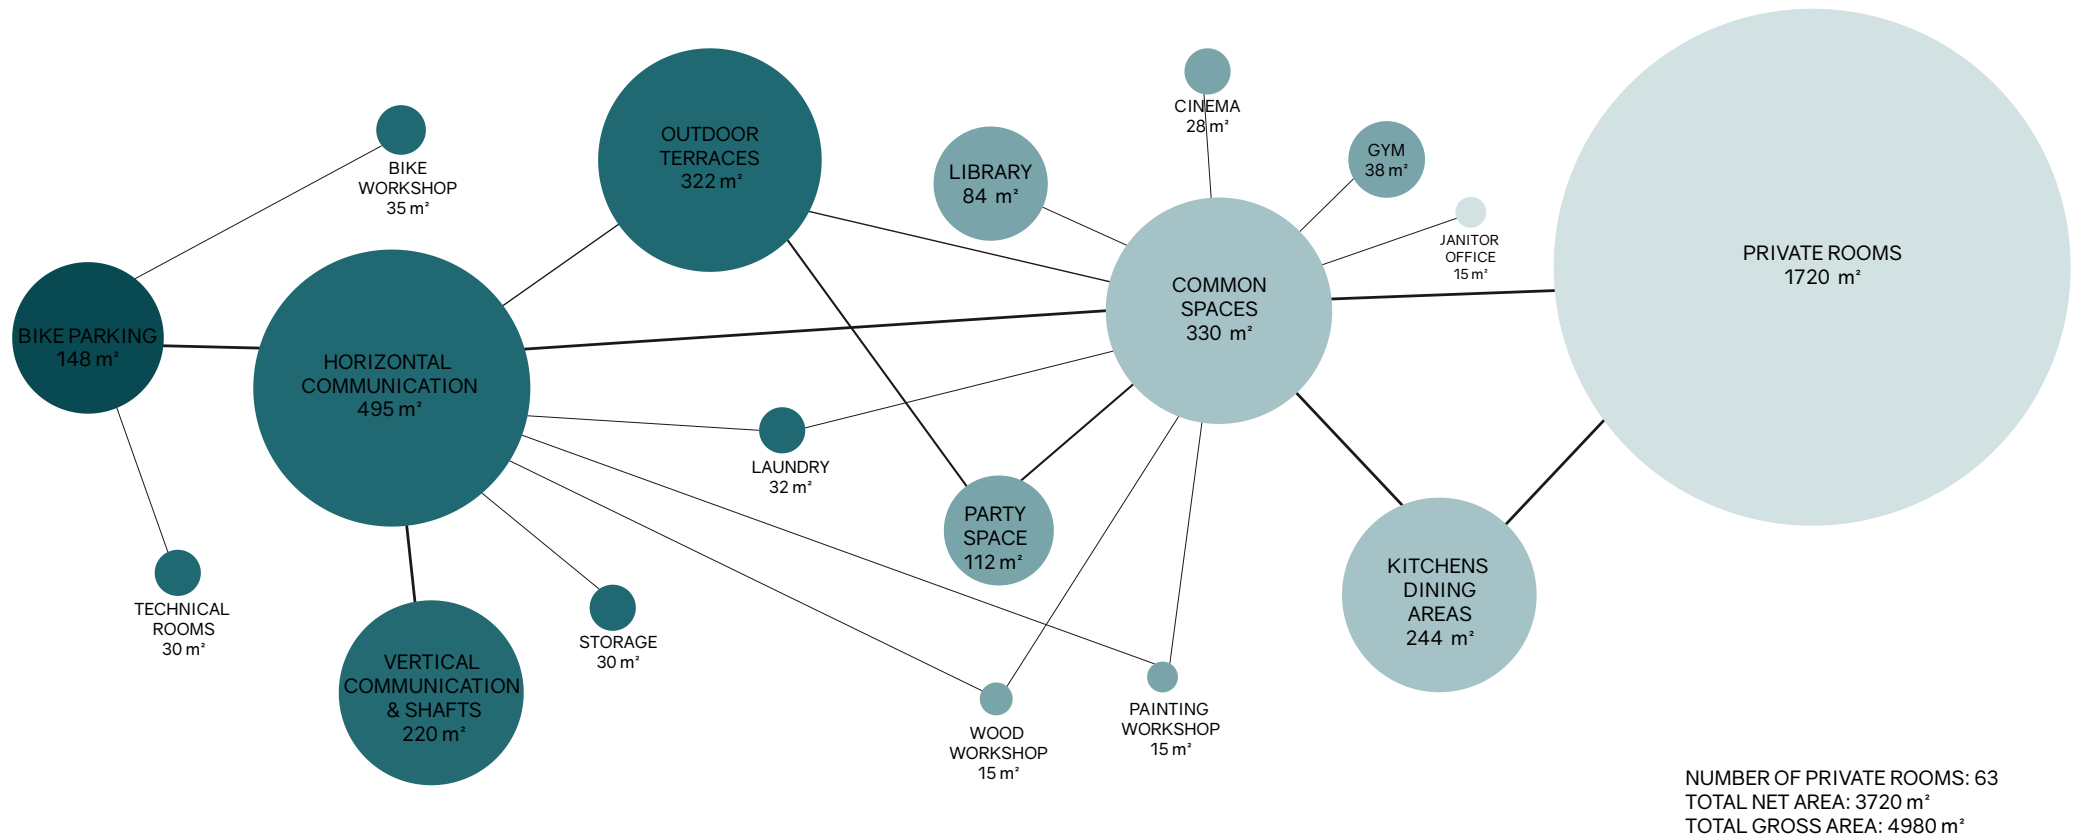 CINEMA
28 m²
OUTDOOR
TERRACES
322 m²
BIKE
WORKSHOP
35 m²
LIBRARY
84 m²
GYM
38 m²
JANITOR
OFFICE
15 m²
PRIVATE ROOMS
1720 m²
COMMON
SPACES
330 m²
BIKE PARKING
148 m²
HORIZONTAL
COMMUNICATION
495 m²
LAUNDRY
32 m²
PARTY
SPACE
112 m²
KITCHENS
DINING
AREAS
244 m²
TECHNICAL
ROOMS
30 m²
STORAGE
30 m²
VERTICAL
COMMUNICATION
& SHAFTS
220 m²
WOOD
WORKSHOP
15 m²
PAINTING
WORKSHOP
15 m²
NUMBER OF PRIVATE ROOMS: 63
TOTAL NET AREA: 3720 m²
TOTAL GROSS AREA: 4980 m²